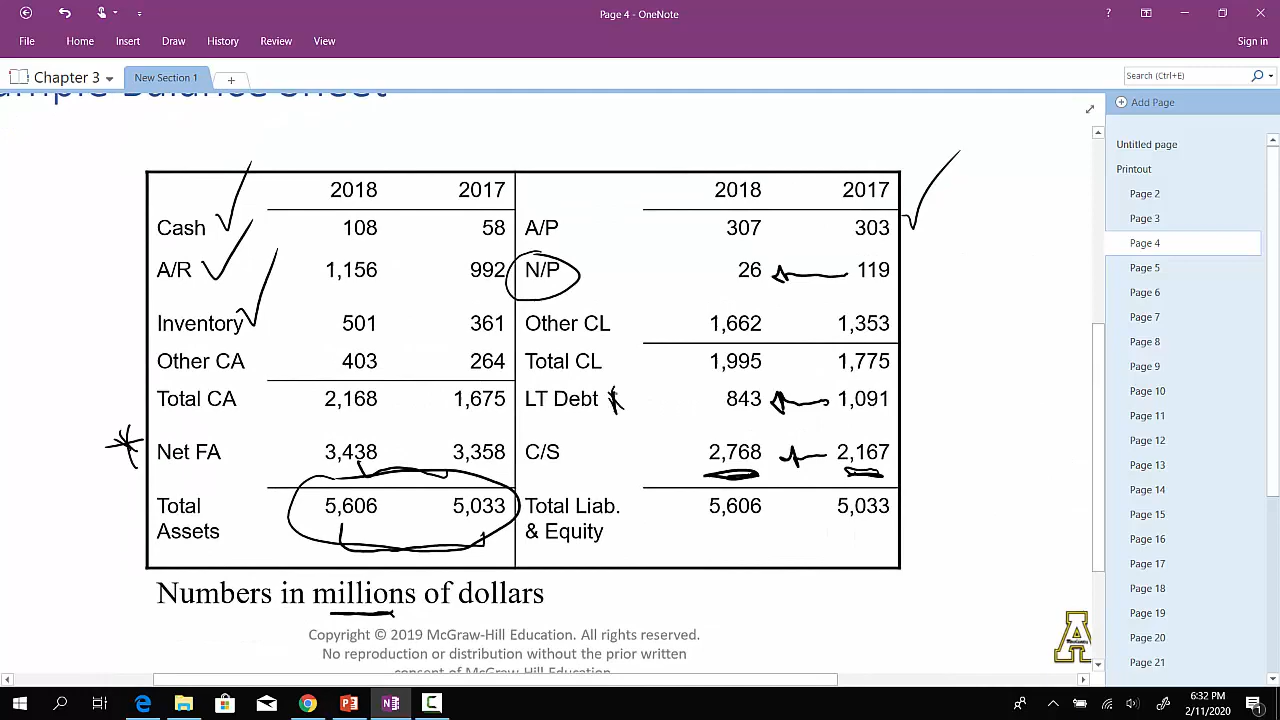 Page 4 - OneNote
File Home Insert Draw History Review View Sign in
Chapter 3 New Section 1 + Search (Ctrl+E)
Add Page
ample Balance Sheet
2018 2017 2018 2017
Cash 108 58 A/P 307 303
A/R 1,156 992 N/P 26 119
Inventory 501 361 Other CL 1,662 1,353
Other CA 403 264 Total CL 1,995 1,775
Total CA 2,168 1,675 LT Debt 843 1,091
Net FA 3,438 3,358 C/S 2,768 2,167
Total 5,606 5,033 Total Liab. 5,606 5,033
Assets & Equity
Numbers in millions of dollars
Copyright © 2019 McGraw-Hill Education. All rights reserved.
No reproduction or distribution without the prior written
consent of McGraw-Hill Education
Untitled page
Printout
Page 2
Page 3
Page 4
Page 5
Page 6
Page 7
Page 8
Page 9
Page 10
Page 11
Page 12
Page 13
Page 14
Page 15
Page 16
Page 17
Page 18
Page 19
Page 20
Page 21
6:32 PM
2/11/2020